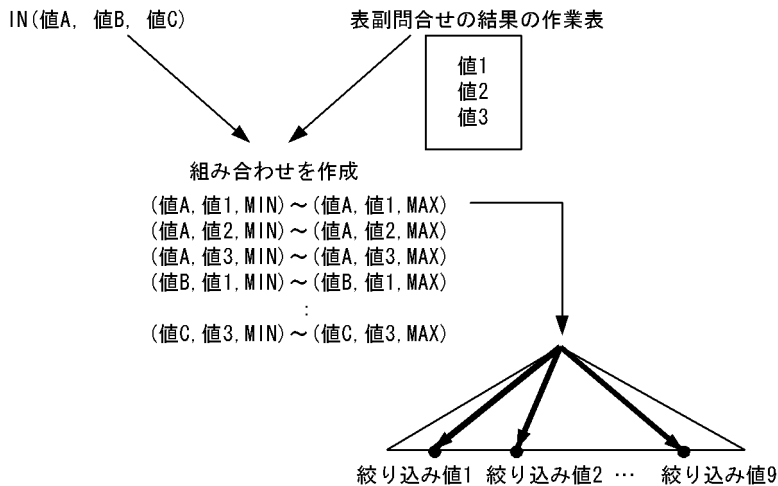 IN(値A, 値B, 値C)
表副問合せの結果の作業表
値1
値2
値3
組み合わせを作成
(値A,値1,MIN)～(値A,値1,MAX)
(値A,値2,MIN)～(値A,値2,MAX)
(値A,値3,MIN)～(値A,値3,MAX)
(値B,値1,MIN)～(値B,値1,MAX)
:
(値C,値3,MIN)～(値C,値3,MAX)
絞り込み値1 絞り込み値2 … 絞り込み値9